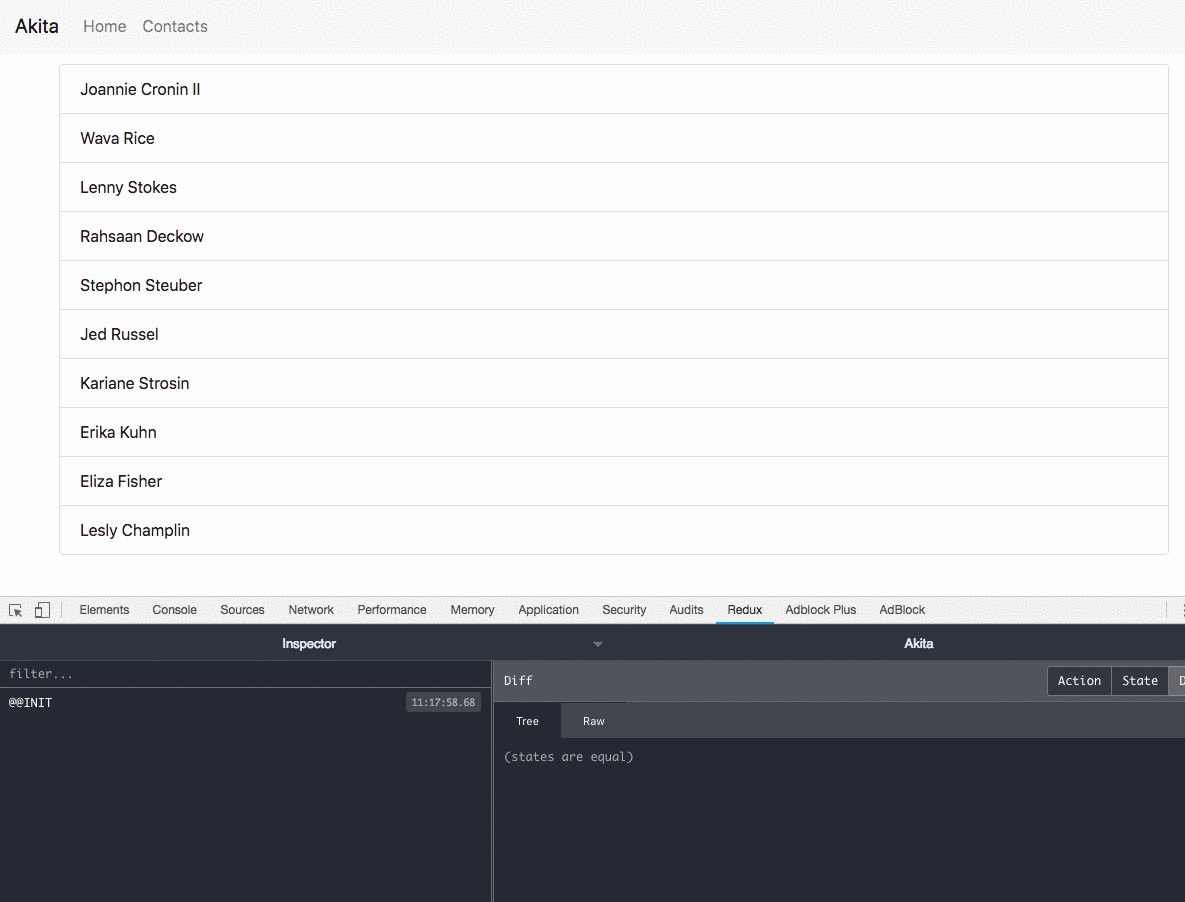 Akita Home Contacts
Joannie Cronin II
Wava Rice
Lenny Stokes
Rahsaan Deckow
Stephon Steuber
Jed Russel
Kariane Strosin
Erika Kuhn
Eliza Fisher
Lesly Champlin
Elements Console Sources Network Performance Memory Application Security Audits Redux Adblock Plus AdBlock
Inspector Akita
filter...
Diff Action State D
@@INIT 11:17:58.68
Tree Raw
(states are equal)